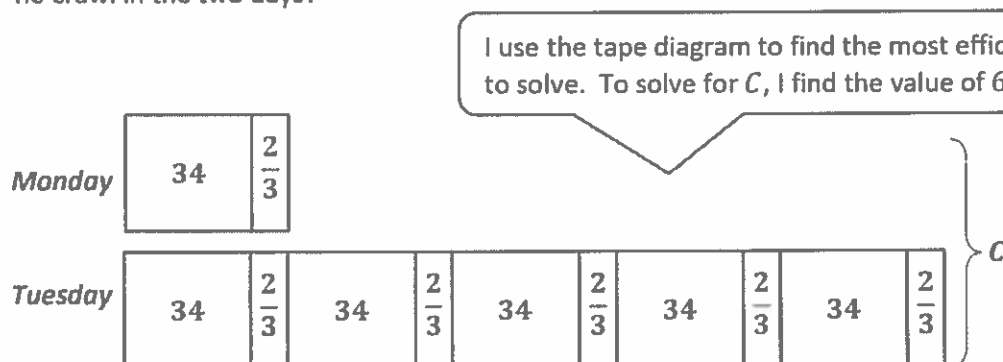 he crawl in the two days?
I use the tape diagram to find the most effic
to solve. To solve for C, I find the value of 6
Monday 34 2/3
Tuesday 34 2/3 34 2/3 34 2/3 34 2/3 34 2/3
C